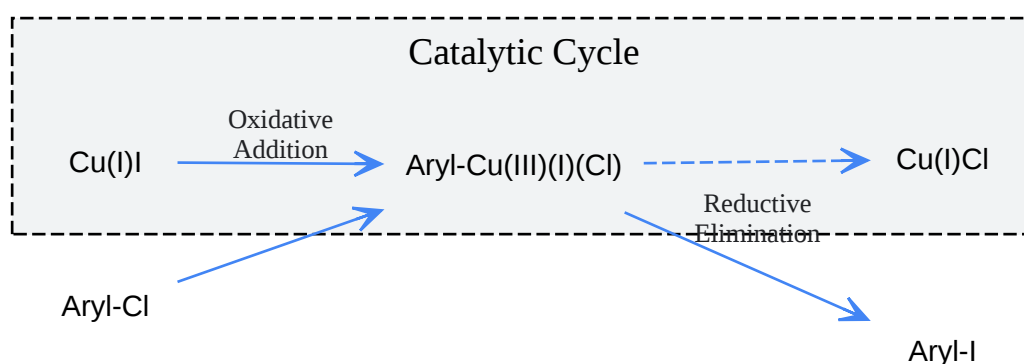 Catalytic Cycle
Oxidative
Addition
Cu(I)I
Aryl-Cu(III)(I)(Cl)
Cu(I)Cl
Reductive
Elimination
Aryl-Cl
Aryl-I